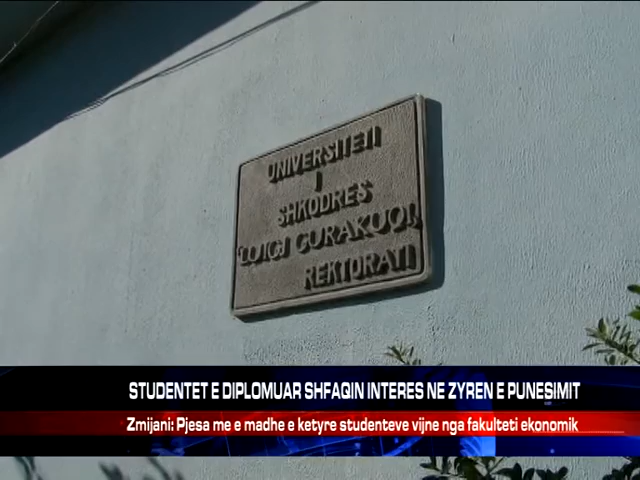 UNIVERSITETI
I
SHKODRES
"LUIGJ GURAKUQI"
REKTORATI
STUDENTET E DIPLOMUAR SHFAQIN INTERES NE ZYREN E PUNESIMIT
Zmijani: Pjesa me e madhe e ketyre studenteve vijne nga fakulteti ekonomik